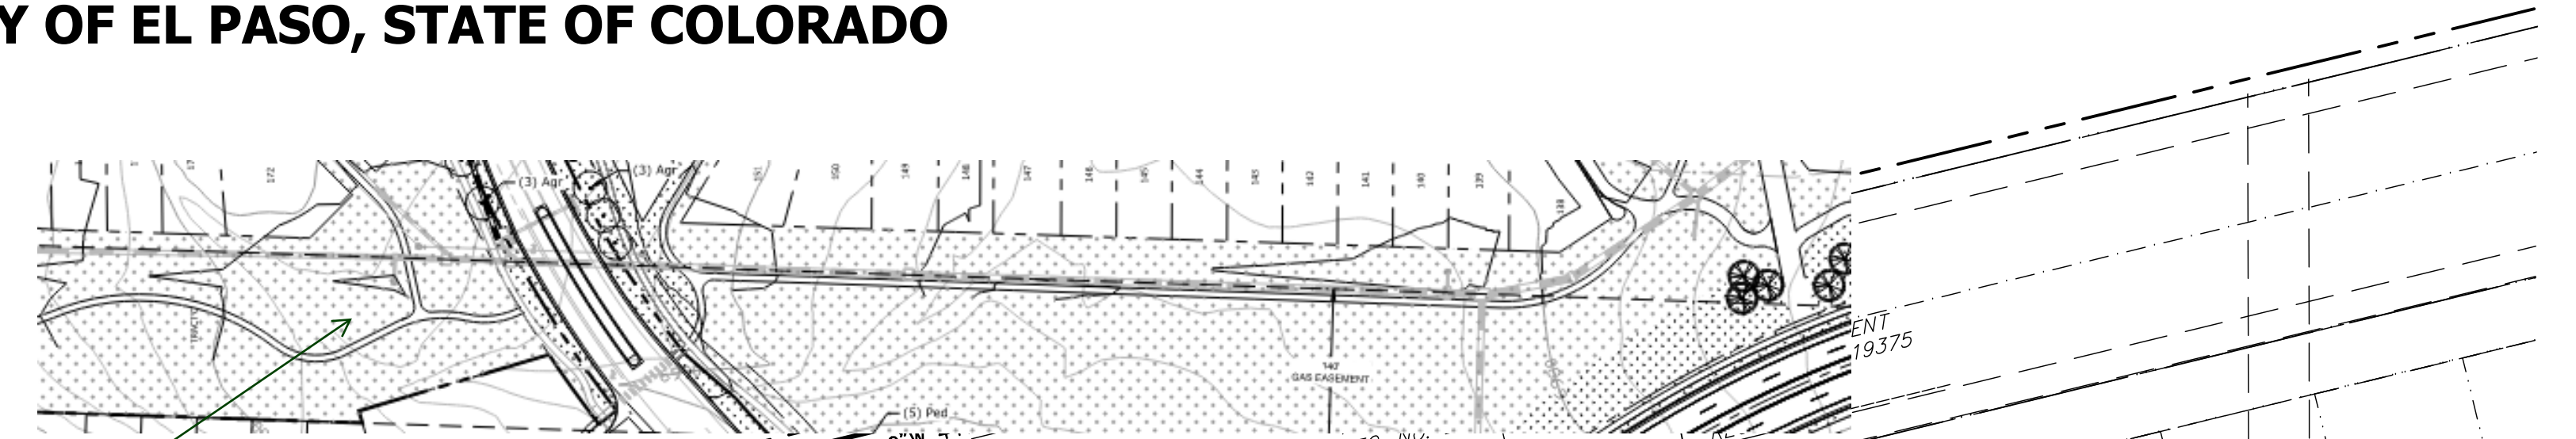 Y OF EL PASO, STATE OF COLORADO
172
(3) Agr
(3) Agr
151
150
149
148
147
146
145
144
143
142
141
140
139
138
ENT
19375
140'
GAS EASEMENT
(5) Ped